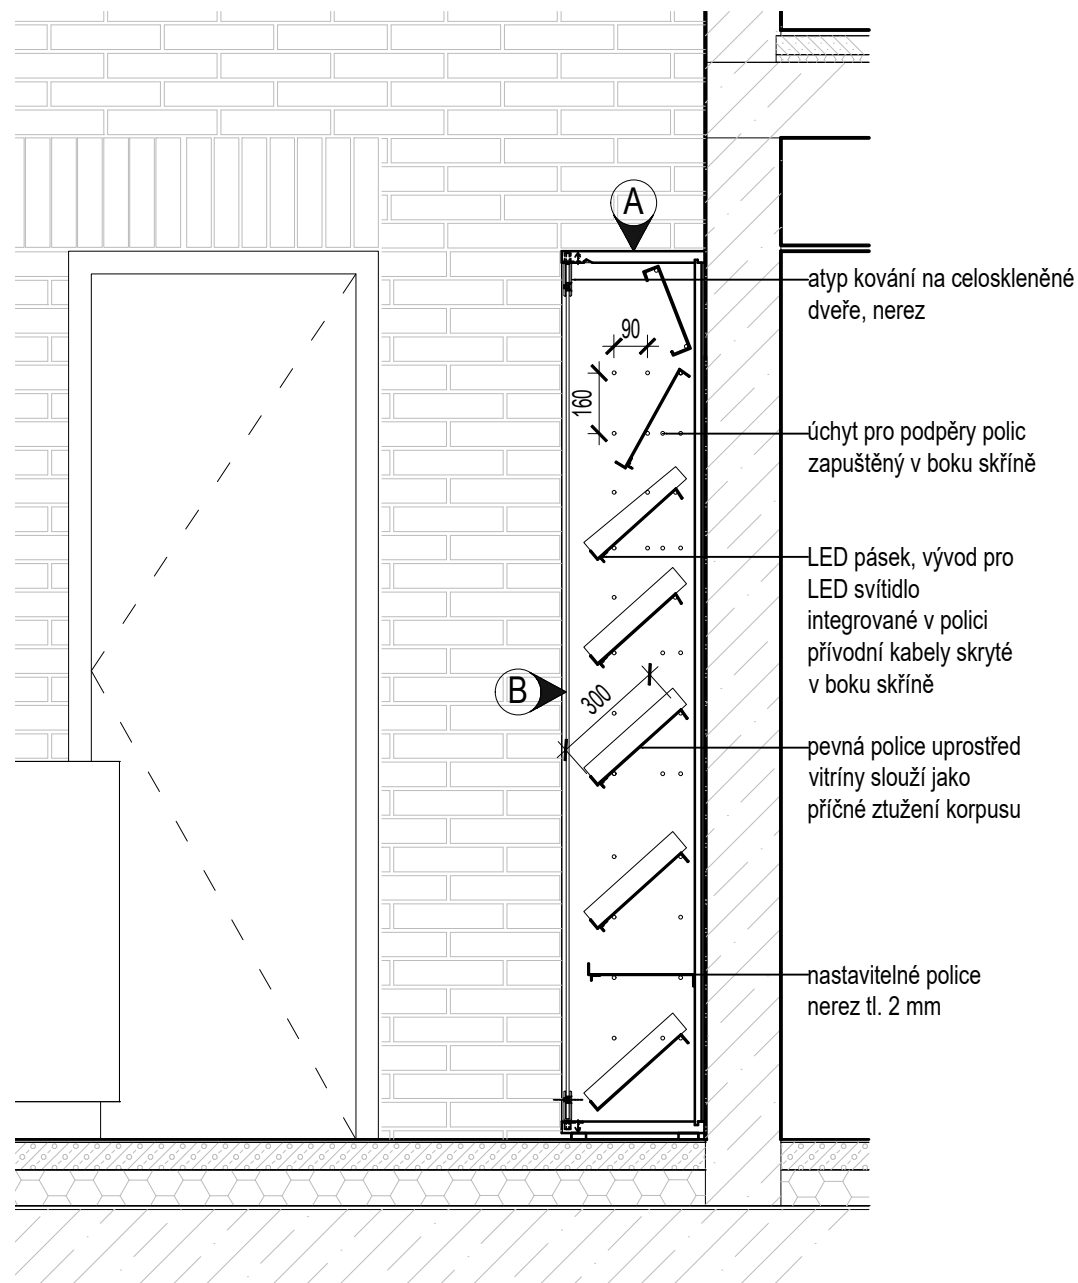 A
atyp kování na celoskleněné
dveře, nerez
90
160
úchyt pro podpěry polic
zapuštěný v boku skříně
LED pásek, vývod pro
LED svítidlo
integrované v polici
přívodní kabely skryté
v boku skříně
B
300
pevná police uprostřed
vitríny slouží jako
příčné ztužení korpusu
nastavitelné police
nerez tl. 2 mm